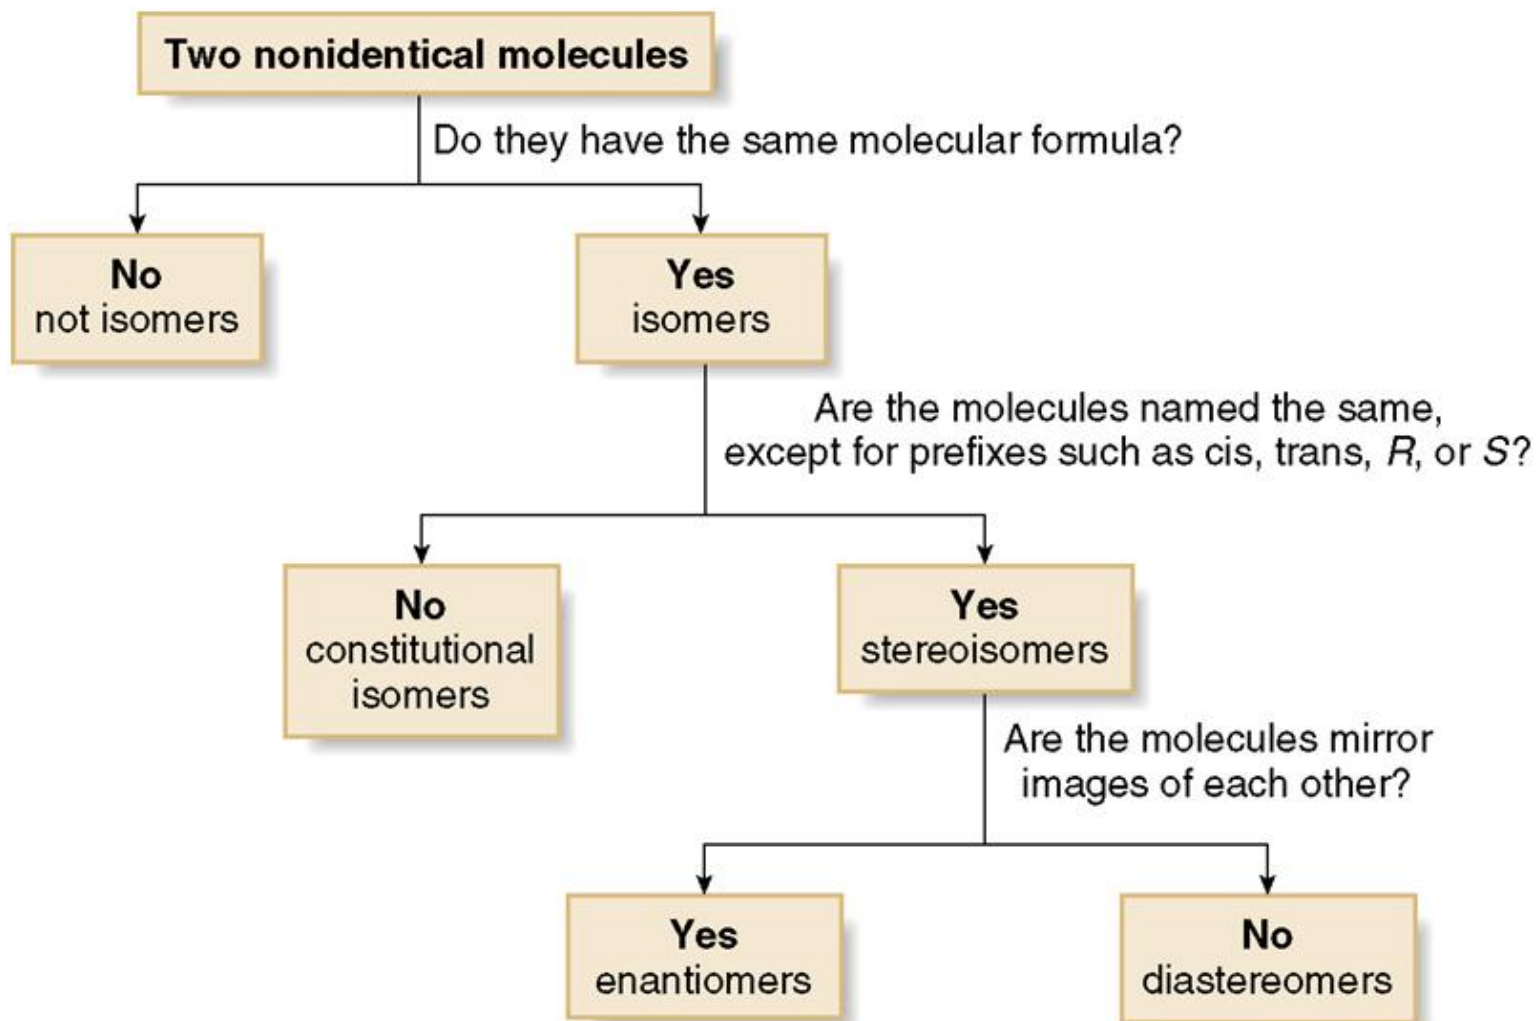 Two nonidentical molecules
Do they have the same molecular formula?
No
not isomers
Yes
isomers
Are the molecules named the same,
except for prefixes such as cis, trans, R, or S?
No
constitutional
isomers
Yes
stereoisomers
Are the molecules mirror
images of each other?
Yes
enantiomers
No
diastereomers